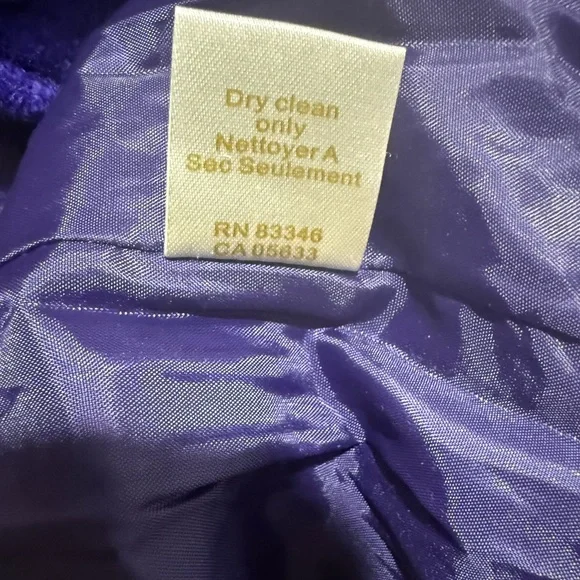 Dry clean
only
Nettoyer A
Sec Seulement
RN 83346
CA 05633